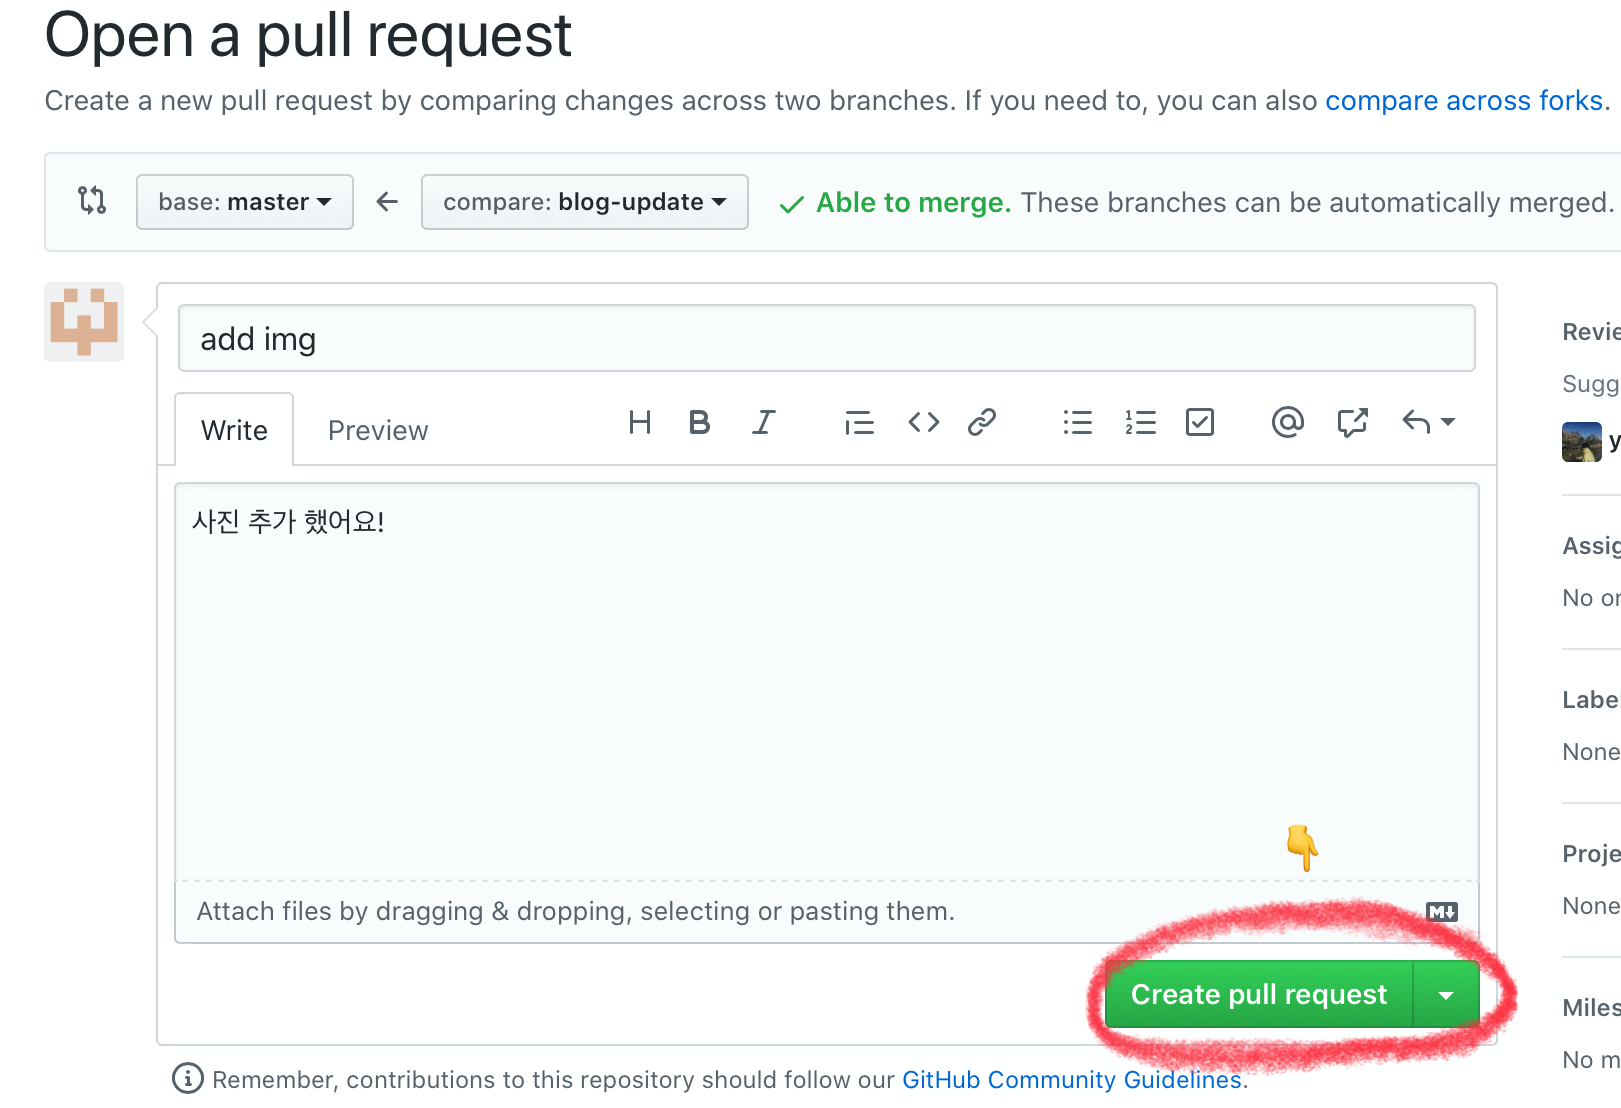 Open a pull request
Create a new pull request by comparing changes across two branches. If you need to, you can also compare across forks.
base: master
compare: blog-update
Able to merge. These branches can be automatically merged.
add img
Write
Preview
사진 추가 했어요!
Attach files by dragging & dropping, selecting or pasting them.
Create pull request
Remember, contributions to this repository should follow our GitHub Community Guidelines.
Revie
Sugg
y
Assig
No or
Label
None
Proje
None
Miles
No m